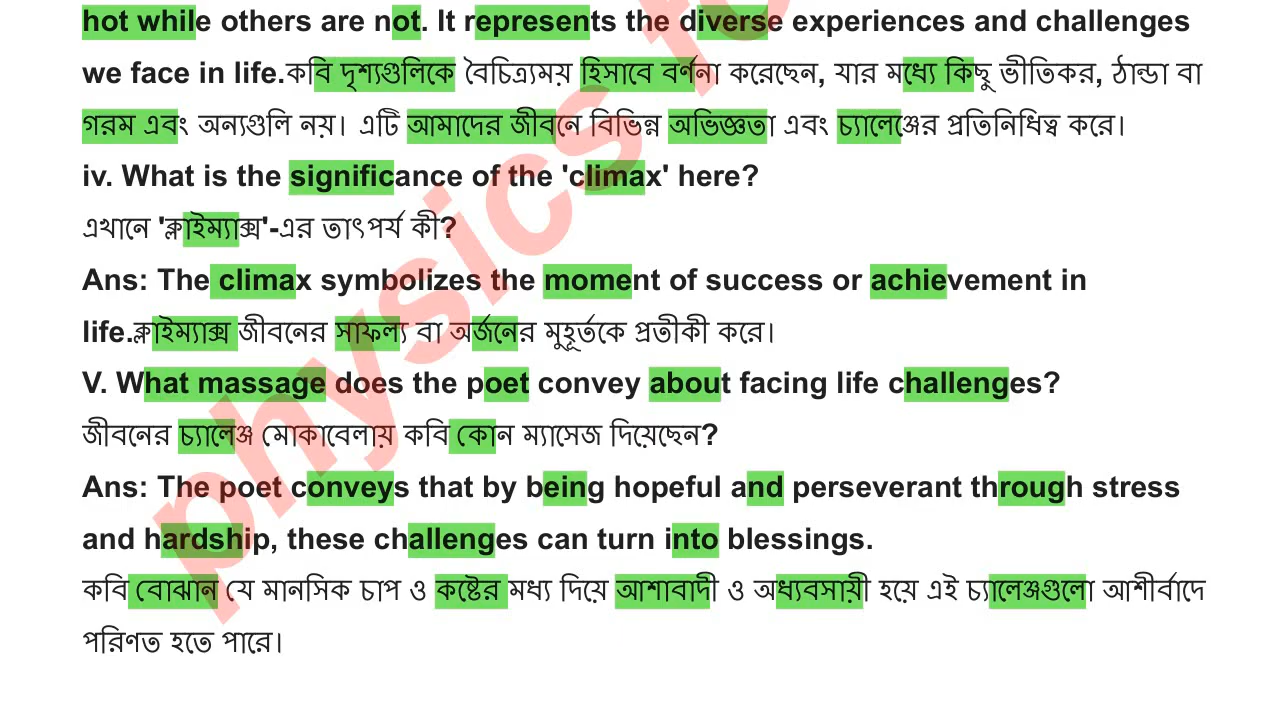 hot while others are not. It represents the diverse experiences and challenges
we face in life.কবি দৃশ্যগুলিকে বৈচিত্র্যময় হিসাবে বর্ণনা করেছেন, যার মধ্যে কিছু ভীতিকর, ঠান্ডা বা
গরম এবং অন্যগুলি নয়। এটি আমাদের জীবনে বিভিন্ন অভিজ্ঞতা এবং চ্যালেঞ্জের প্রতিনিধিত্ব করে।
iv. What is the significance of the 'climax' here?
এখানে 'ক্লাইম্যাক্স'-এর তাৎপর্য কী?
Ans: The climax symbolizes the moment of success or achievement in
life.ক্লাইম্যাক্স জীবনের সাফল্য বা অর্জনের মুহূর্তকে প্রতীকী করে।
V. What massage does the poet convey about facing life challenges?
জীবনের চ্যালেঞ্জ মোকাবেলায় কবি কোন ম্যাসেজ দিয়েছেন?
Ans: The poet conveys that by being hopeful and perseverant through stress
and hardship, these challenges can turn into blessings.
কবি বোঝান যে মানসিক চাপ ও কষ্টের মধ্য দিয়ে আশাবাদী ও অধ্যবসায়ী হয়ে এই চ্যালেঞ্জগুলো আশীর্বাদে
পরিণত হতে পারে।
physics fo